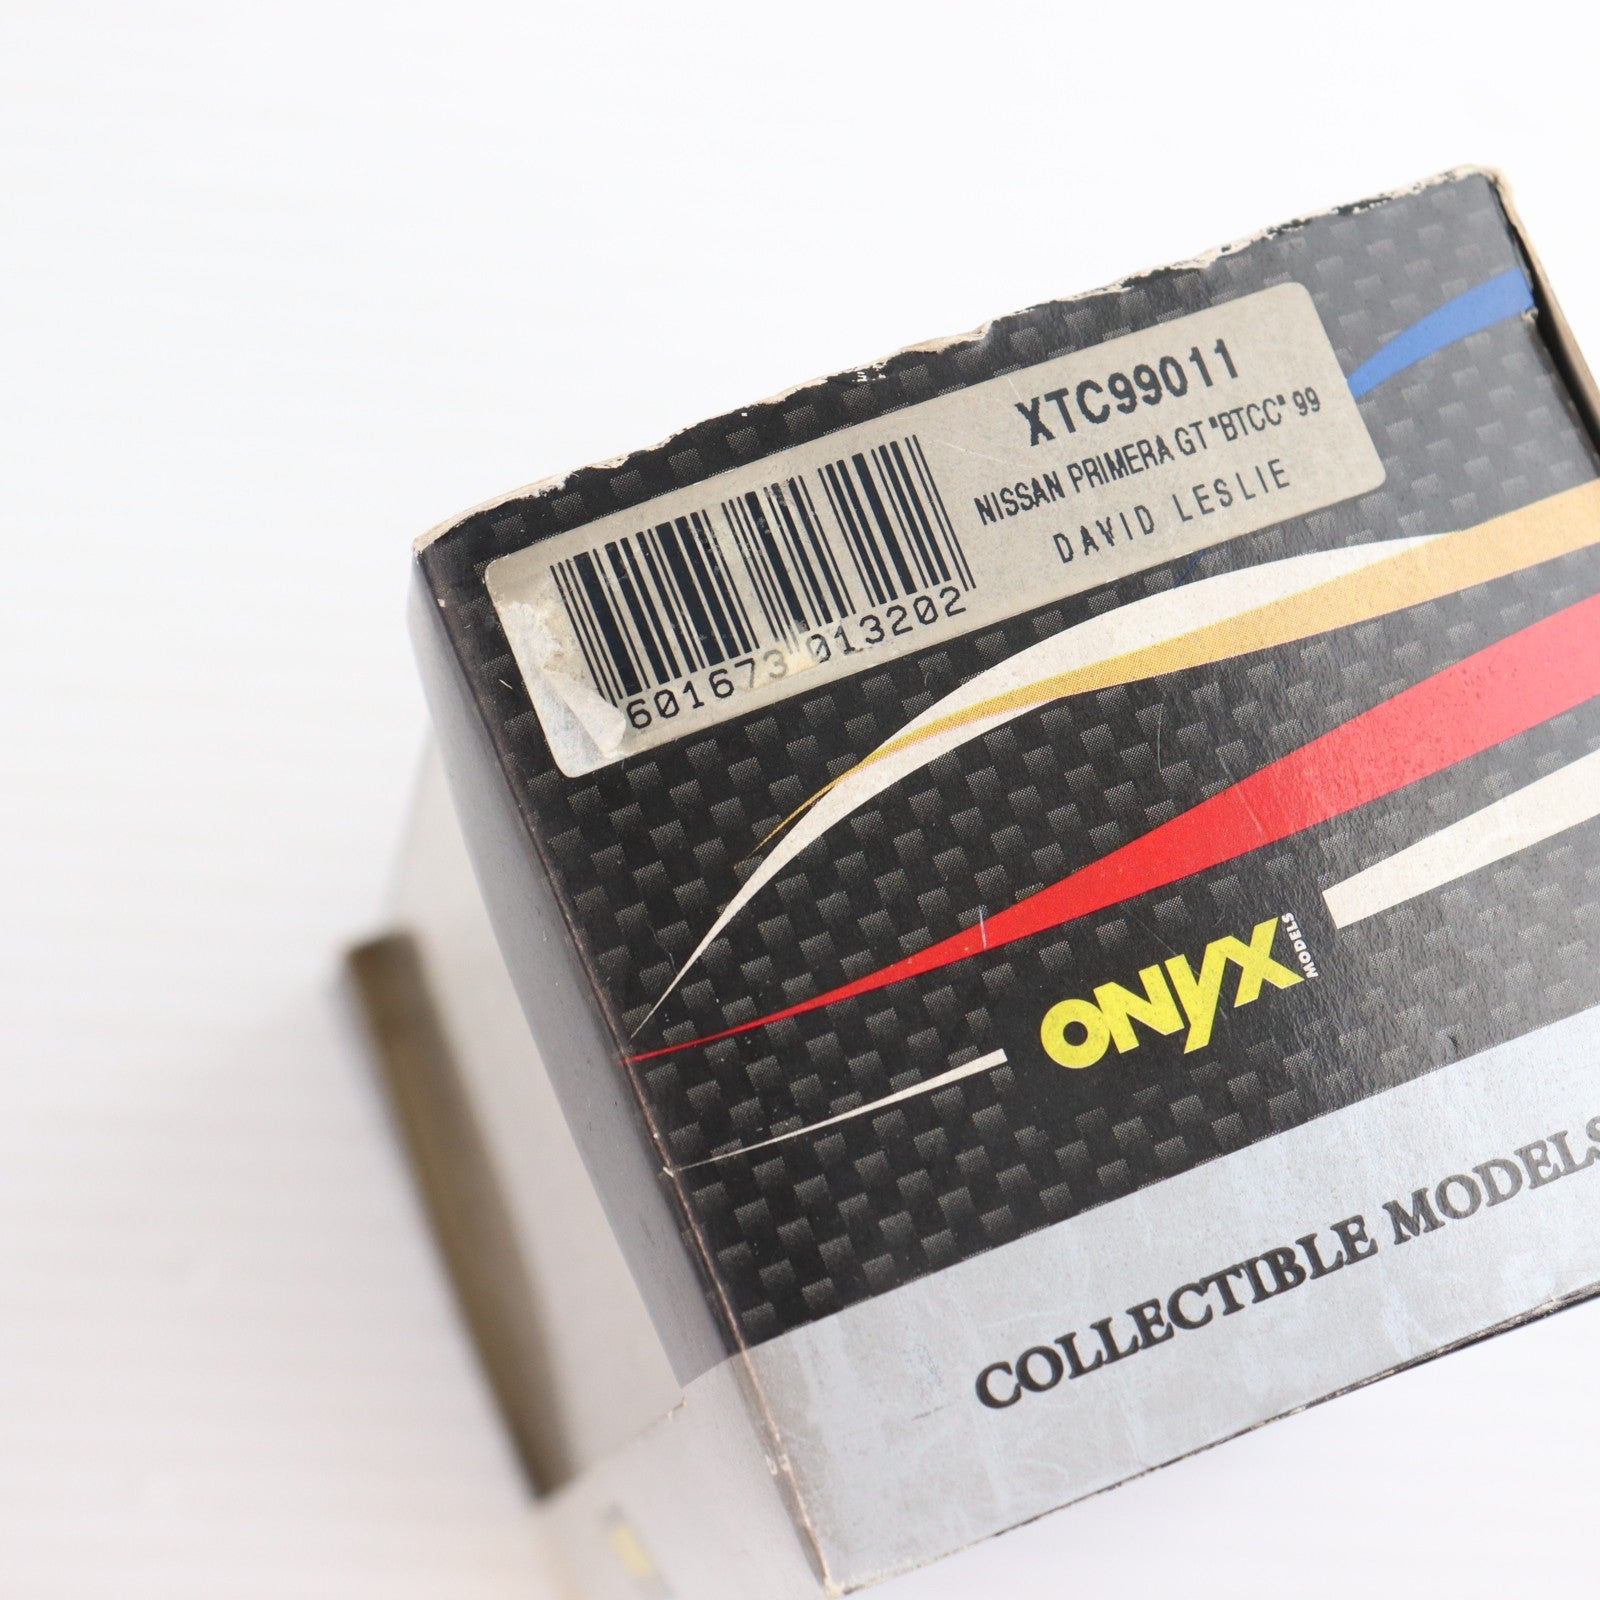 XTC99011
NISSAN PRIMERA GT "BTCC" 99
DAVID LESLIE
601673 013202
ONYX MODELS
COLLECTIBLE MODELS